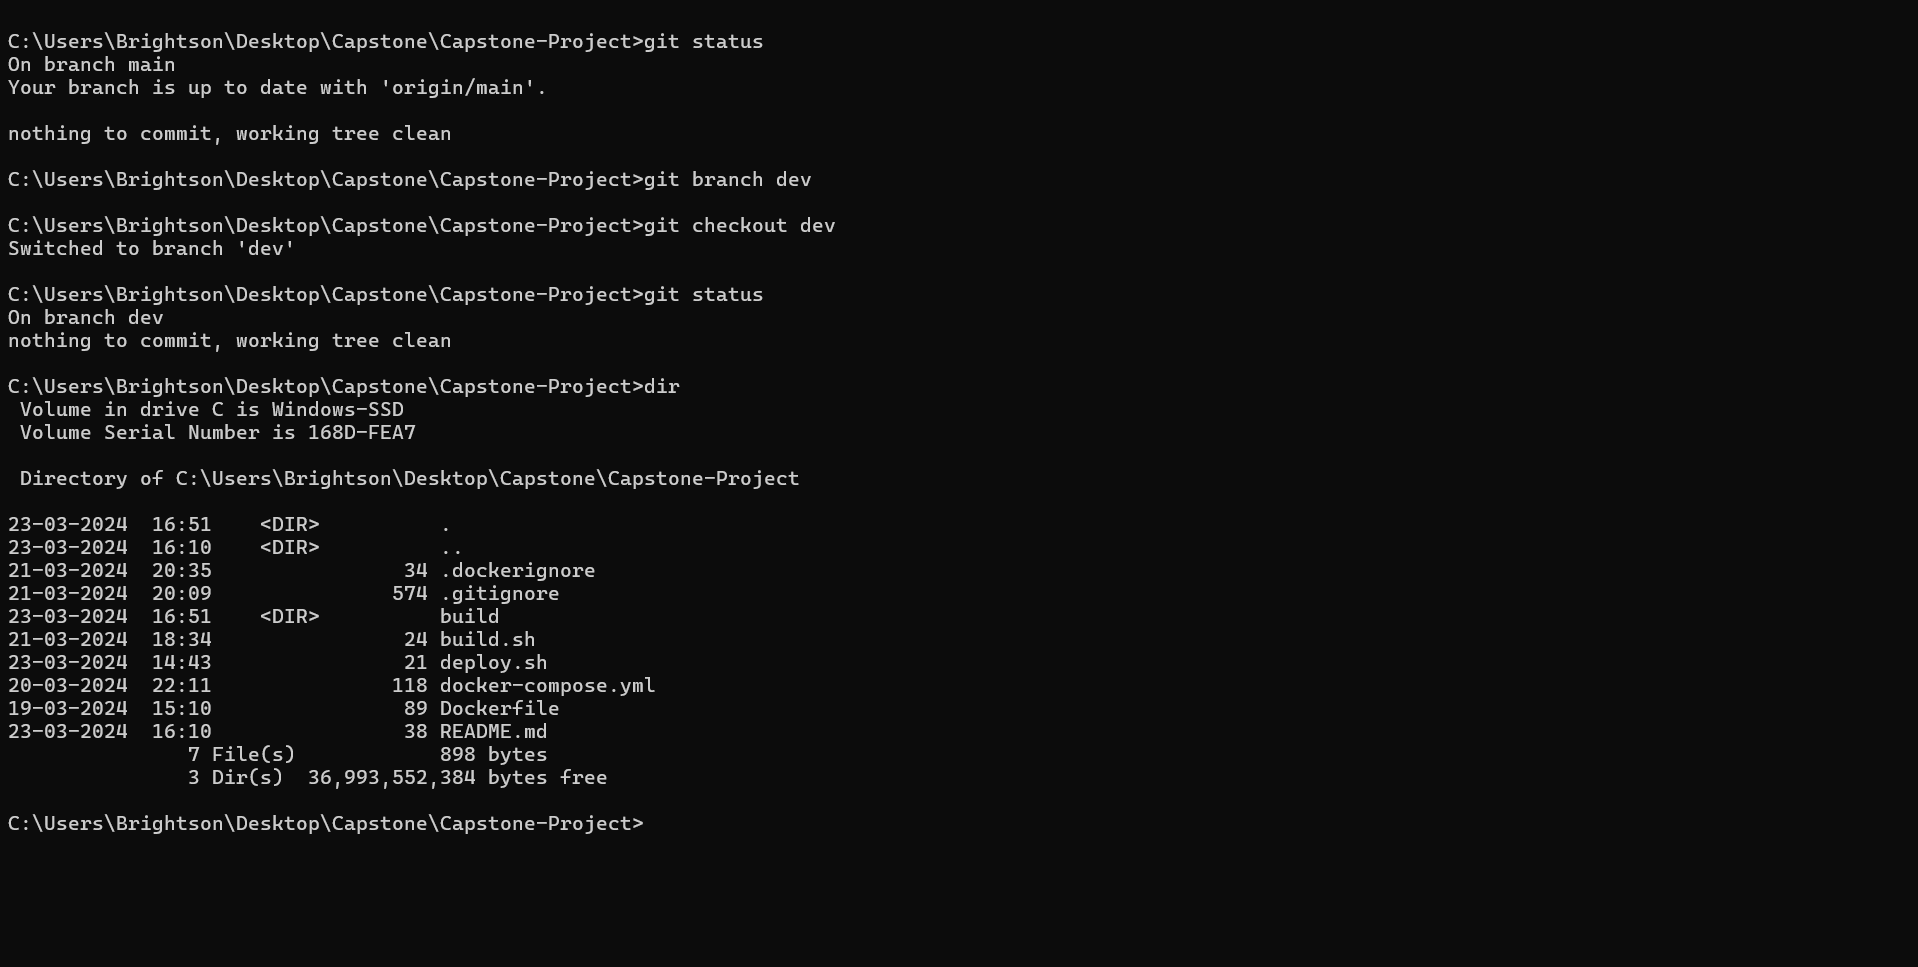 C:\Users\Brightson\Desktop\Capstone\Capstone-Project>git status
On branch main
Your branch is up to date with 'origin/main'.
nothing to commit, working tree clean
C:\Users\Brightson\Desktop\Capstone\Capstone-Project>git branch dev
C:\Users\Brightson\Desktop\Capstone\Capstone-Project>git checkout dev
Switched to branch 'dev'
C:\Users\Brightson\Desktop\Capstone\Capstone-Project>git status
On branch dev
nothing to commit, working tree clean
C:\Users\Brightson\Desktop\Capstone\Capstone-Project>dir
 Volume in drive C is Windows-SSD
 Volume Serial Number is 168D-FEA7
 Directory of C:\Users\Brightson\Desktop\Capstone\Capstone-Project
23-03-2024  16:51    <DIR>          .
23-03-2024  16:10    <DIR>          ..
21-03-2024  20:35                34 .dockerignore
21-03-2024  20:09               574 .gitignore
23-03-2024  16:51    <DIR>          build
21-03-2024  18:34                24 build.sh
23-03-2024  14:43                21 deploy.sh
20-03-2024  22:11               118 docker-compose.yml
19-03-2024  15:10                89 Dockerfile
23-03-2024  16:10                38 README.md
               7 File(s)            898 bytes
               3 Dir(s)  36,993,552,384 bytes free
C:\Users\Brightson\Desktop\Capstone\Capstone-Project>